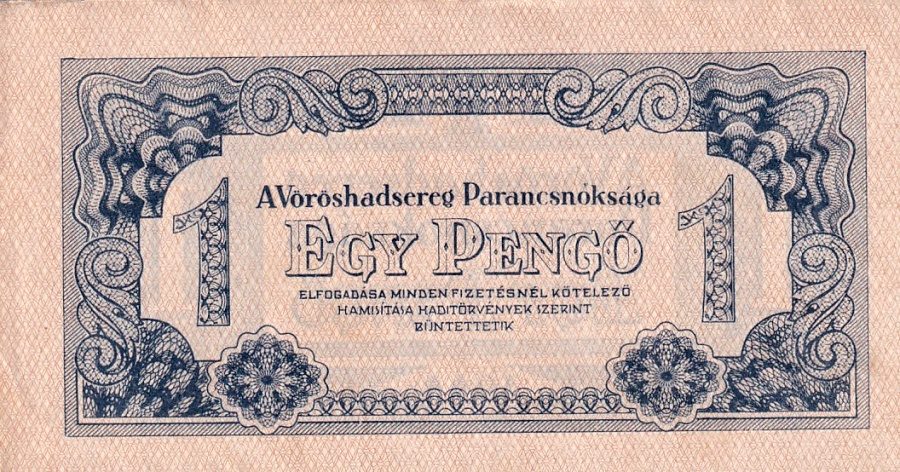 A Vöröshadsereg Parancsnoksága
1 EGY PENGŐ 1
ELFOGADÁSA MINDEN FIZETÉSNÉL KÖTELEZŐ
HAMISÍTÁSA HADITÖRVÉNYEK SZERINT
BÜNTETTETIK